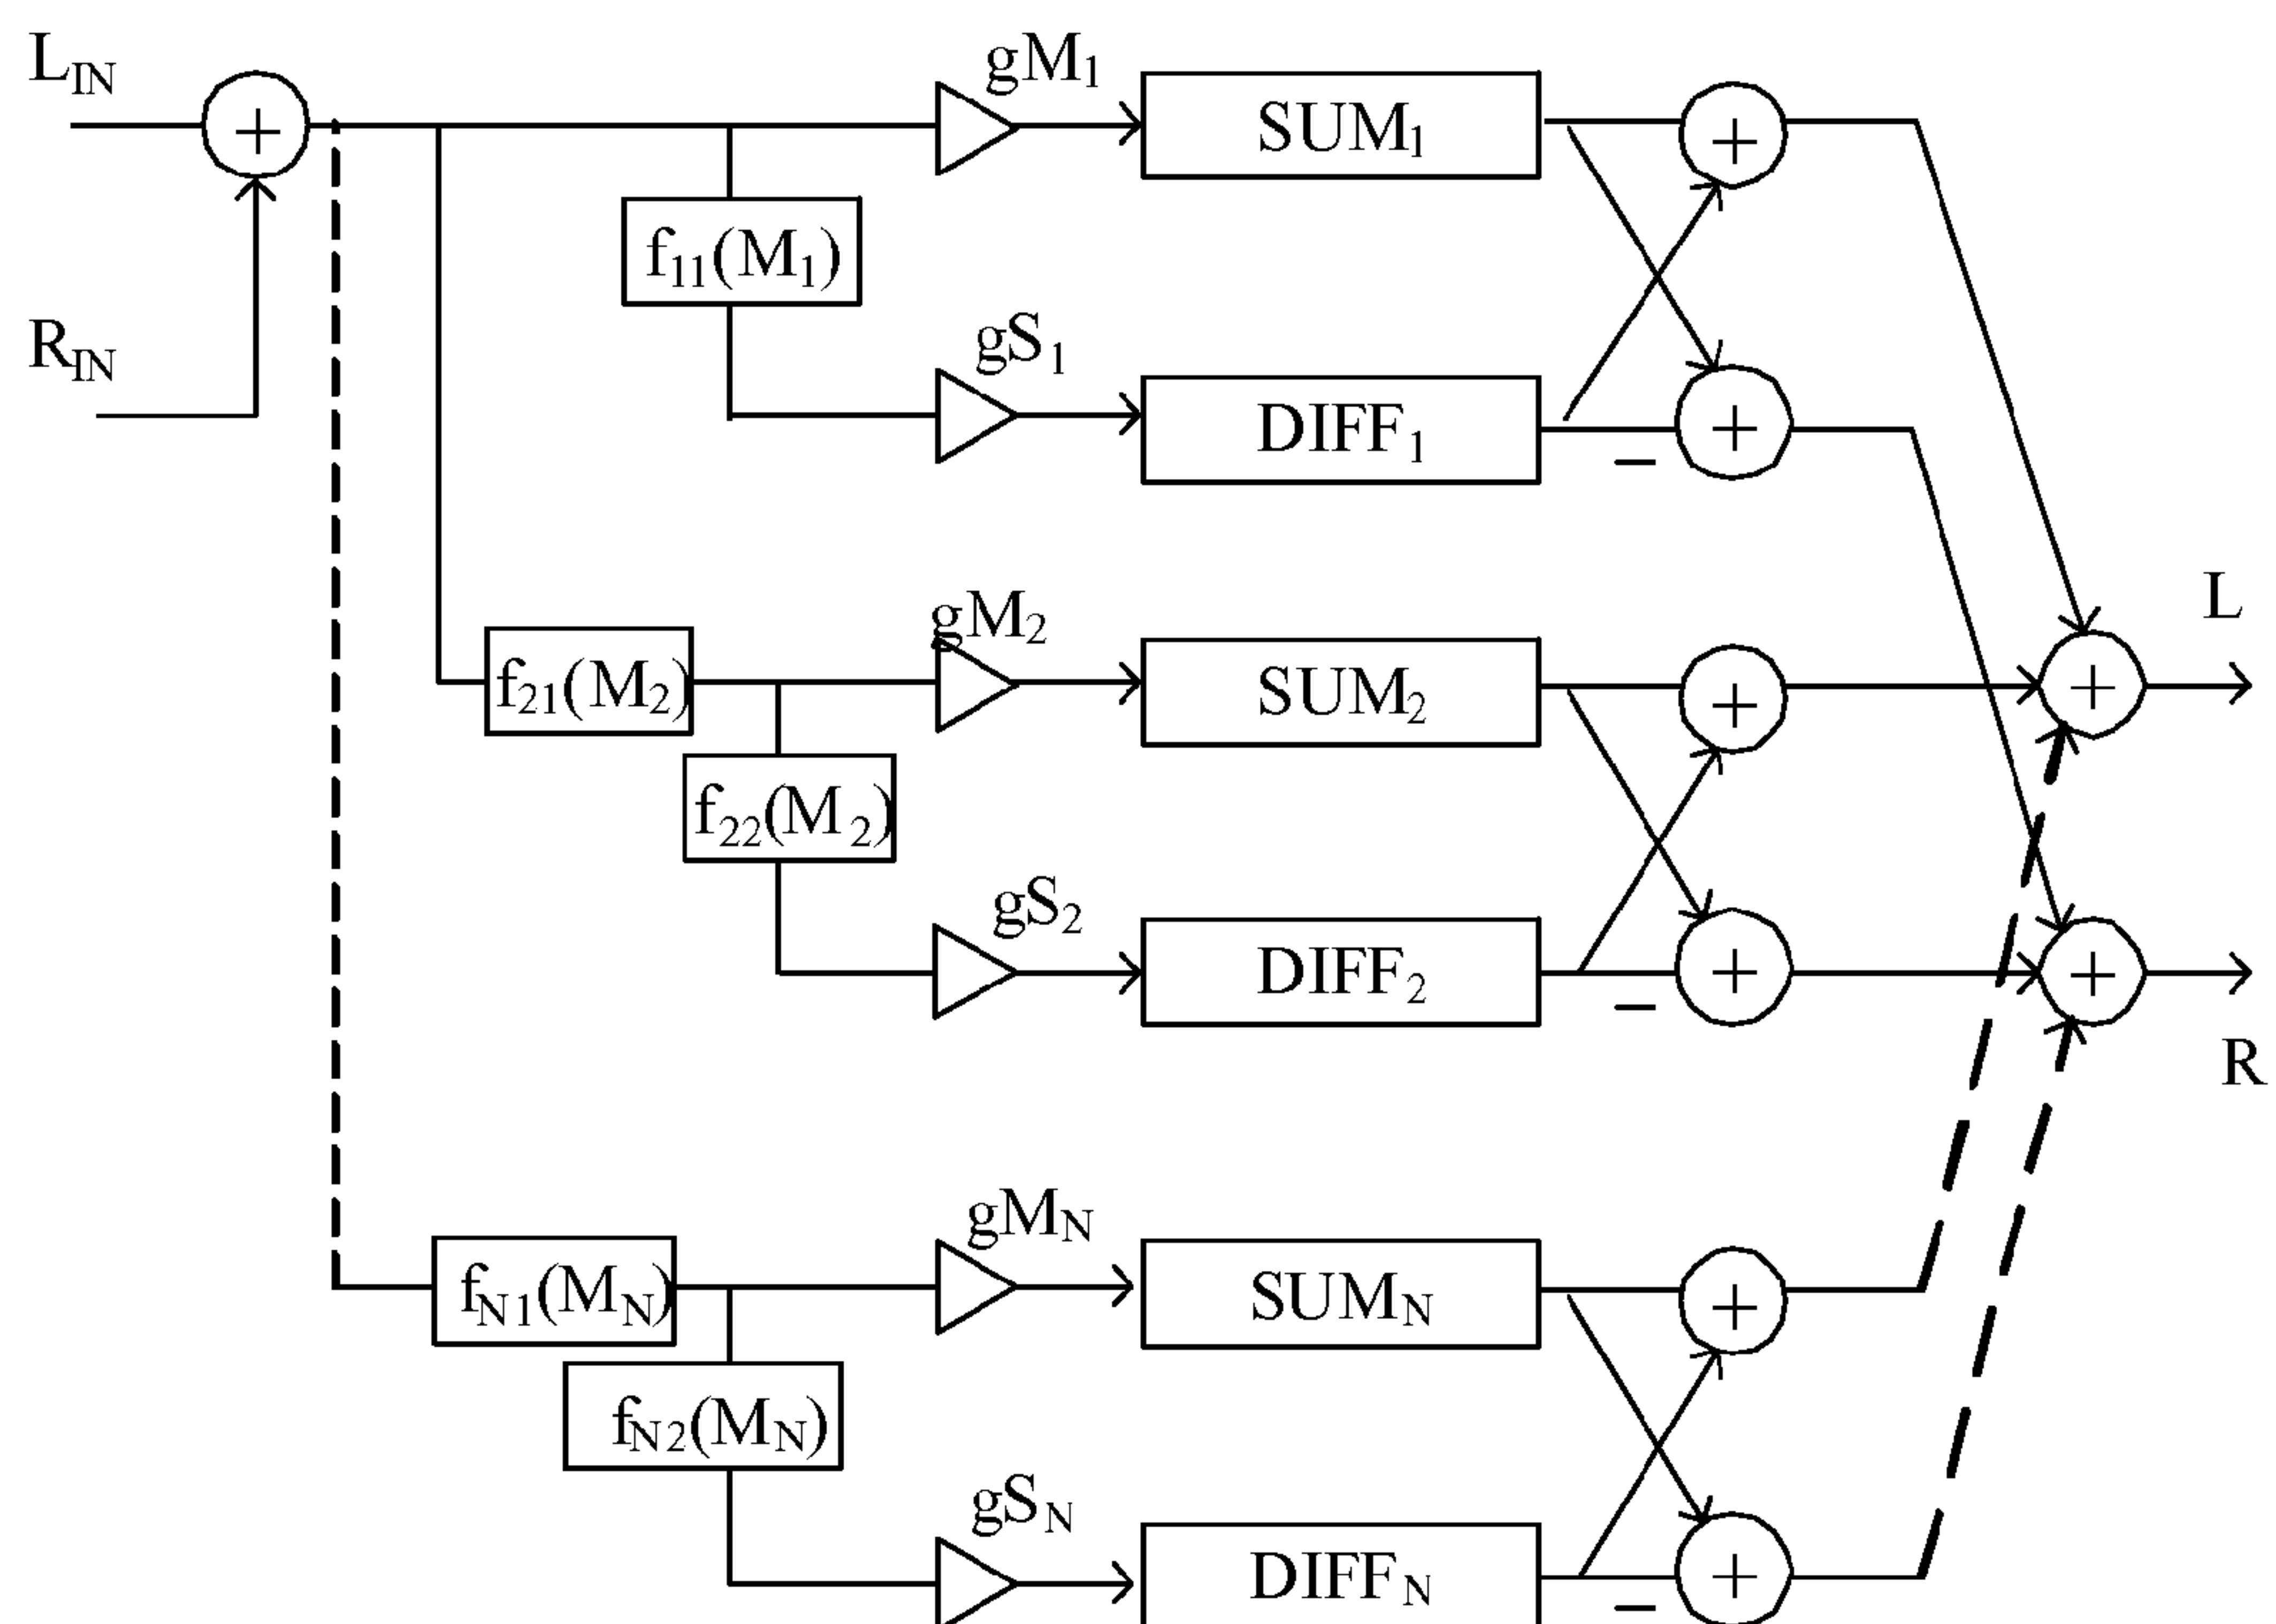 L_IN
gM_1
+
SUM_1
+
f_11(M_1)
R_IN
gS_1
DIFF_1
+
−
L
gM_2
f_21(M_2)
SUM_2
+
+
f_22(M_2)
gS_2
DIFF_2
+
+
−
R
gM_N
f_N1(M_N)
SUM_N
+
f_N2(M_N)
gS_N
DIFF_N
+
−